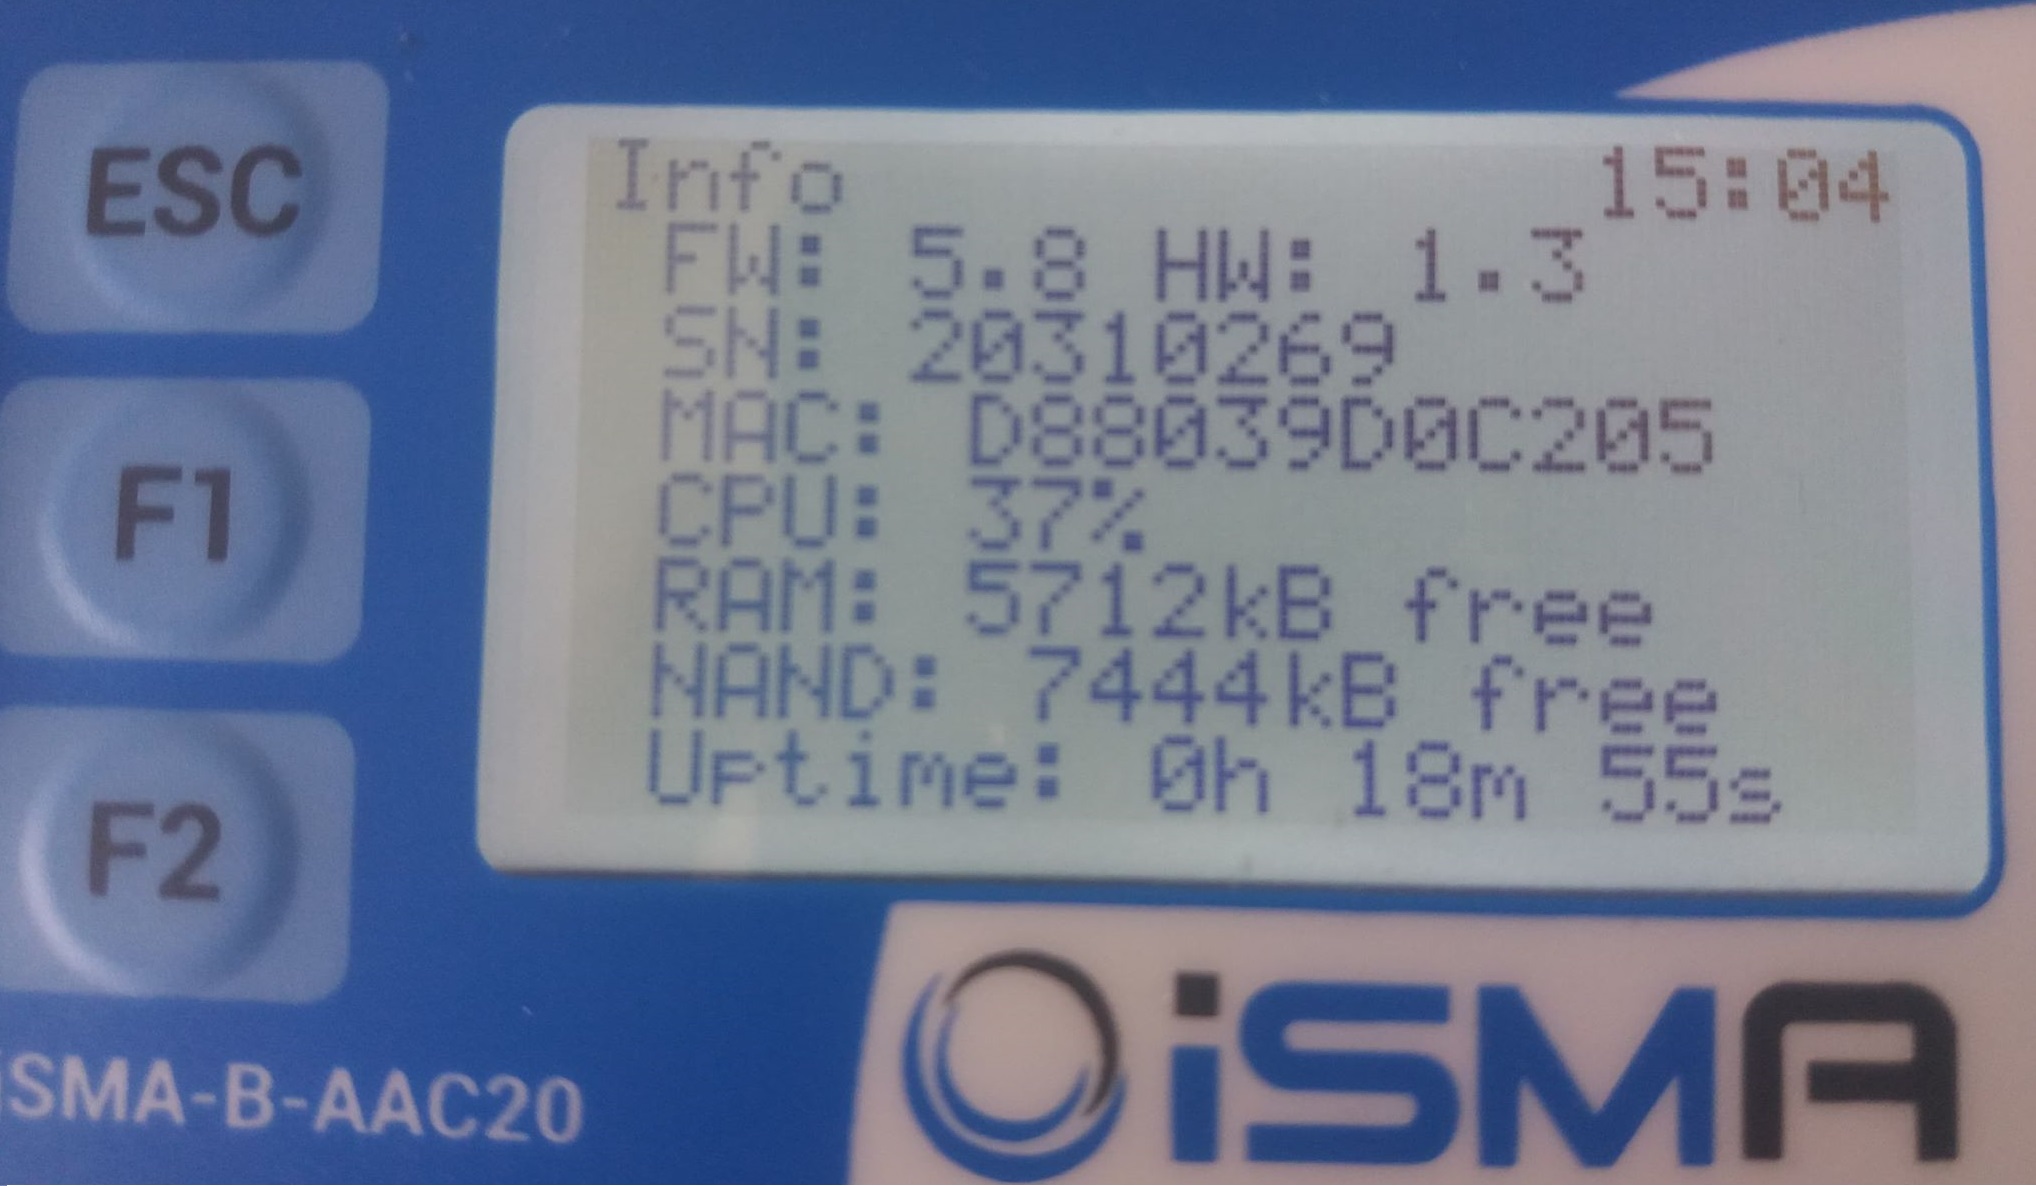 ESC
F1
F2
Info 15:04
FW: 5.8 HW: 1.3
SN: 20310269
MAC: D88039D0C205
CPU: 37%
RAM: 5712kB free
NAND: 7444kB free
Uptime: 0h 18m 55s
iSMA-B-AAC20
iSMA